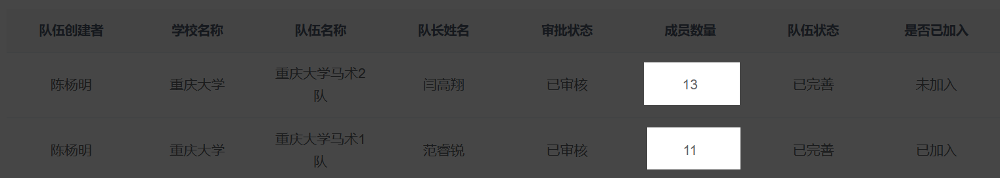 队伍创建者 学校名称 队伍名称 队长姓名 审批状态 成员数量 队伍状态 是否已加入
陈杨明 重庆大学 重庆大学马术2队 闫高翔 已审核 13 已完善 未加入
陈杨明 重庆大学 重庆大学马术1队 范睿锐 已审核 11 已完善 已加入